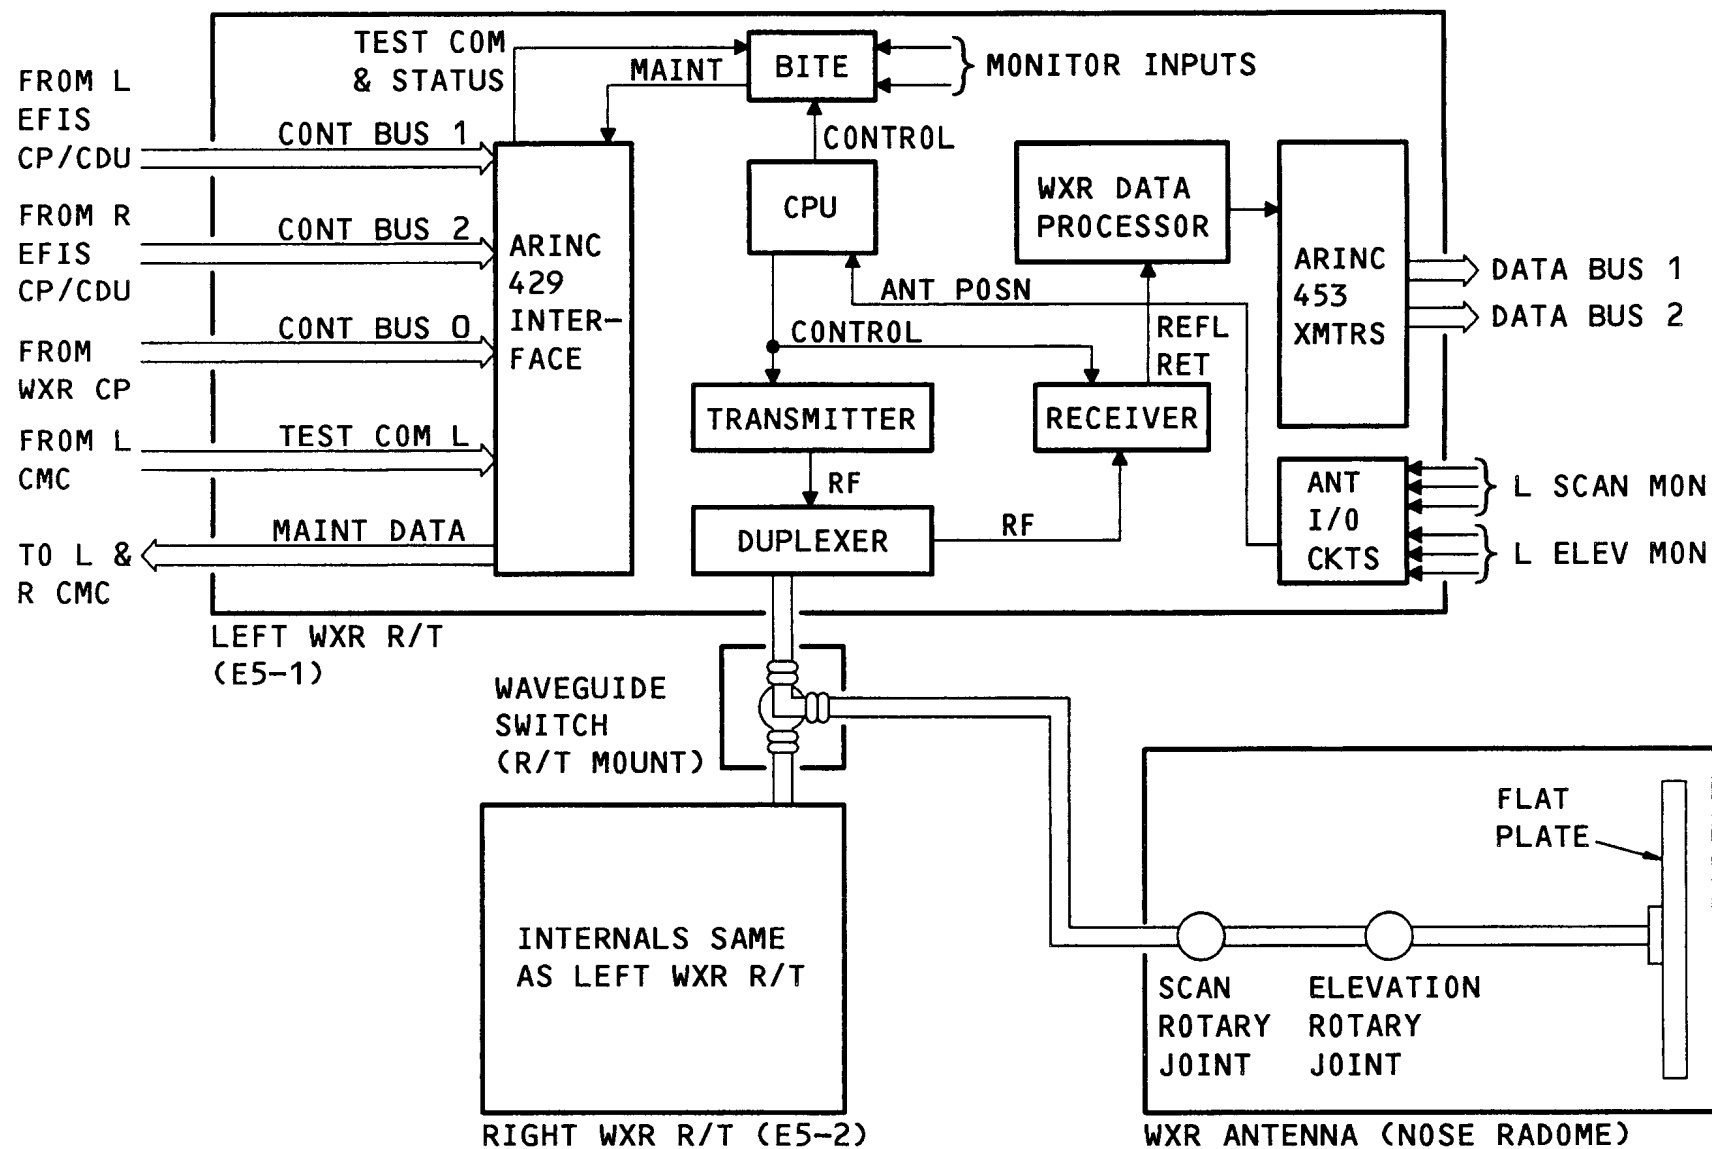 FROM L
EFIS
CP/CDU
FROM R
EFIS
CP/CDU
FROM
WXR CP
FROM L
CMC
TO L &
R CMC
CONT BUS 1
CONT BUS 2
CONT BUS 0
TEST COM L
MAINT DATA
TEST COM
& STATUS
MAINT
BITE
MONITOR INPUTS
CONTROL
CPU
ARINC
429
INTER-
FACE
WXR DATA
PROCESSOR
ARINC
453
XMTRS
DATA BUS 1
DATA BUS 2
ANT POSN
CONTROL
REFL
RET
TRANSMITTER
RECEIVER
RF
DUPLEXER
RF
ANT
I/O
CKTS
L SCAN MON
L ELEV MON
LEFT WXR R/T
(E5-1)
WAVEGUIDE
SWITCH
(R/T MOUNT)
INTERNALS SAME
AS LEFT WXR R/T
RIGHT WXR R/T (E5-2)
FLAT
PLATE
SCAN
ROTARY
JOINT
ELEVATION
ROTARY
JOINT
WXR ANTENNA (NOSE RADOME)